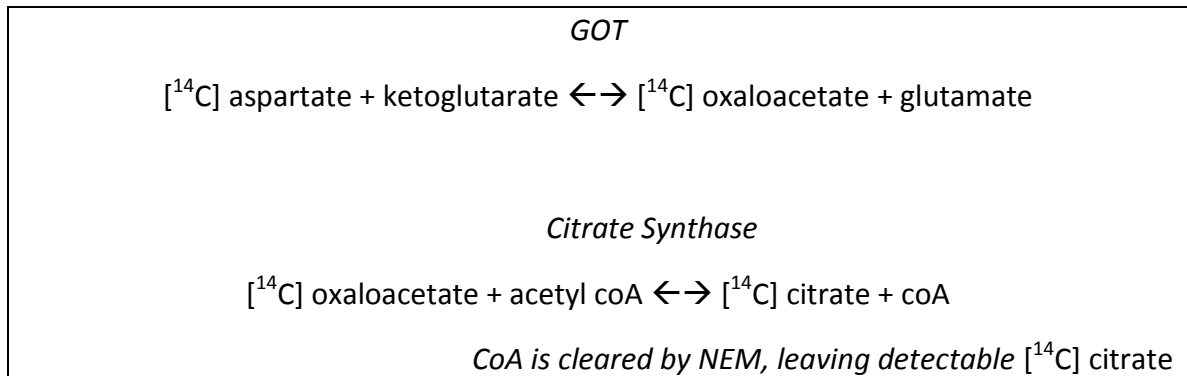 GOT
[¹⁴C] aspartate + ketoglutarate ←→ [¹⁴C] oxaloacetate + glutamate
Citrate Synthase
[¹⁴C] oxaloacetate + acetyl coA ←→ [¹⁴C] citrate + coA
CoA is cleared by NEM, leaving detectable [¹⁴C] citrate